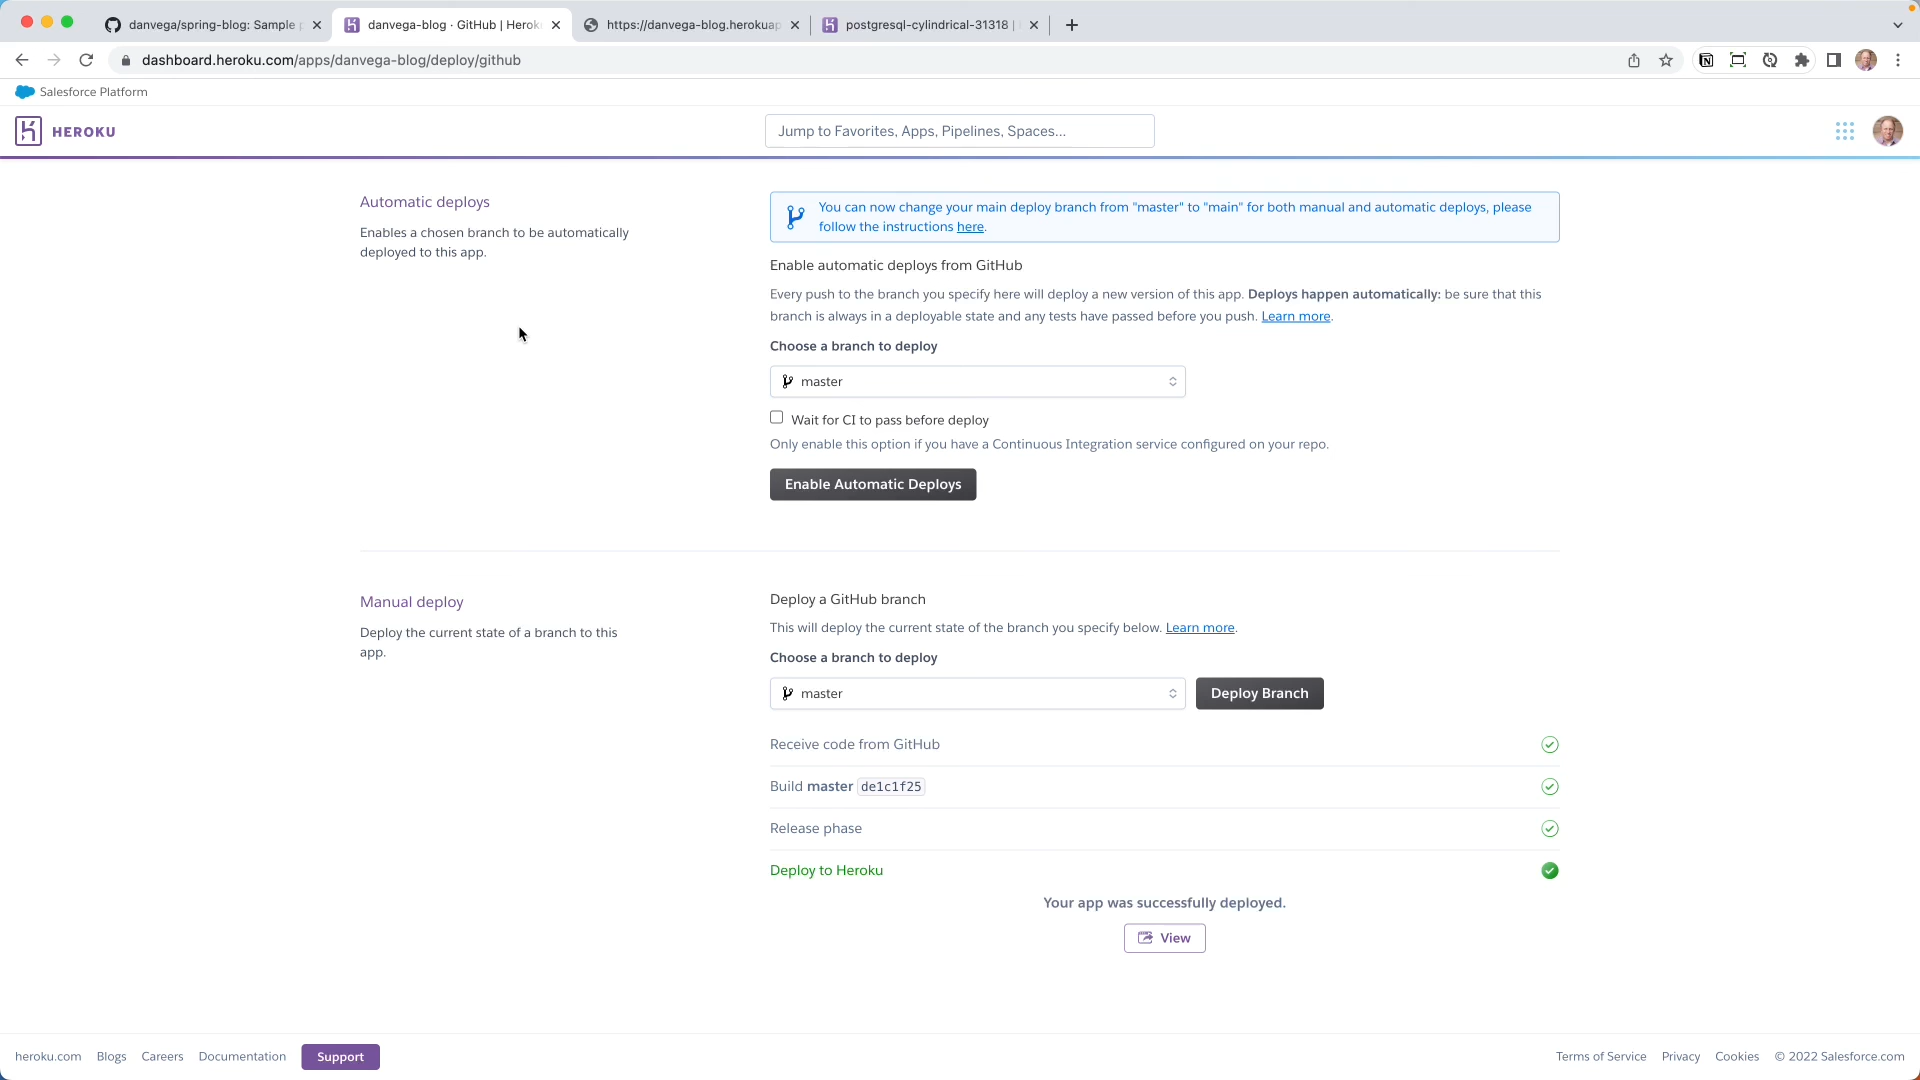 danvega/spring-blog: Sample p
danvega-blog · GitHub | Herok
https://danvega-blog.herokuap
postgresql-cylindrical-31318 |
dashboard.heroku.com/apps/danvega-blog/deploy/github
Salesforce Platform
HEROKU
Jump to Favorites, Apps, Pipelines, Spaces...
Automatic deploys
Enables a chosen branch to be automatically
deployed to this app.
You can now change your main deploy branch from "master" to "main" for both manual and automatic deploys, please
follow the instructions here.
Enable automatic deploys from GitHub
Every push to the branch you specify here will deploy a new version of this app. Deploys happen automatically: be sure that this
branch is always in a deployable state and any tests have passed before you push. Learn more.
Choose a branch to deploy
master
Wait for CI to pass before deploy
Only enable this option if you have a Continuous Integration service configured on your repo.
Enable Automatic Deploys
Manual deploy
Deploy the current state of a branch to this
app.
Deploy a GitHub branch
This will deploy the current state of the branch you specify below. Learn more.
Choose a branch to deploy
master
Deploy Branch
Receive code from GitHub
Build master de1c1f25
Release phase
Deploy to Heroku
Your app was successfully deployed.
View
heroku.com Blogs Careers Documentation Support
Terms of Service Privacy Cookies © 2022 Salesforce.com